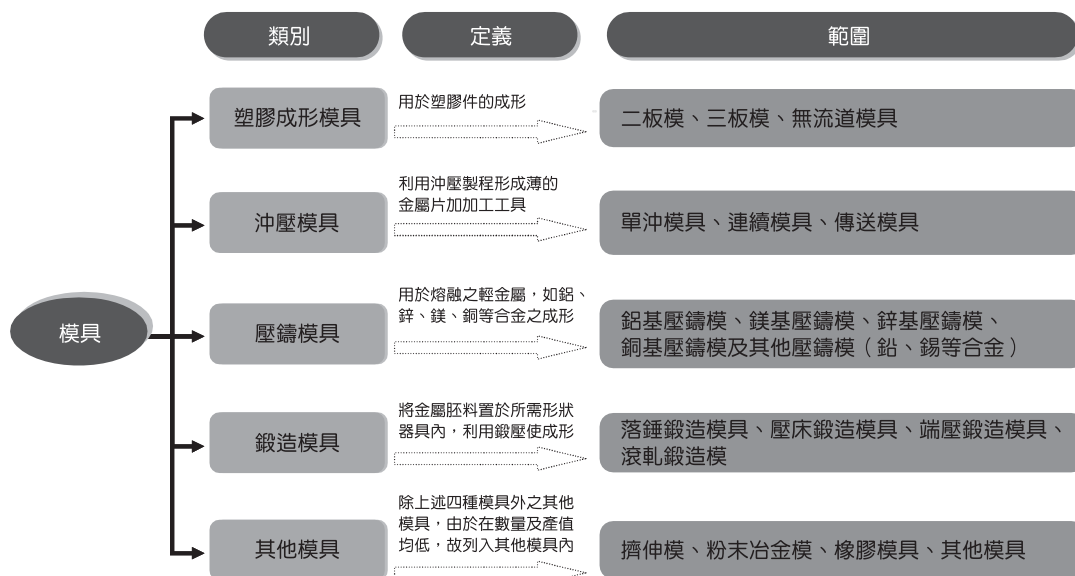 類別
定義
範圍
模具
塑膠成形模具
用於塑膠件的成形
二板模、三板模、無流道模具
沖壓模具
利用沖壓製程形成薄的
金屬片加加工工具
單沖模具、連續模具、傳送模具
壓鑄模具
用於熔融之輕金屬，如鋁、
鋅、鎂、銅等合金之成形
鋁基壓鑄模、鎂基壓鑄模、鋅基壓鑄模、
銅基壓鑄模及其他壓鑄模（鉛、錫等合金）
鍛造模具
將金屬胚料置於所需形狀
器具內，利用鍛壓使成形
落錘鍛造模具、壓床鍛造模具、端壓鍛造模具、
滾軋鍛造模
其他模具
除上述四種模具外之其他
模具，由於在數量及產值
均低，故列入其他模具內
擠伸模、粉末冶金模、橡膠模具、其他模具